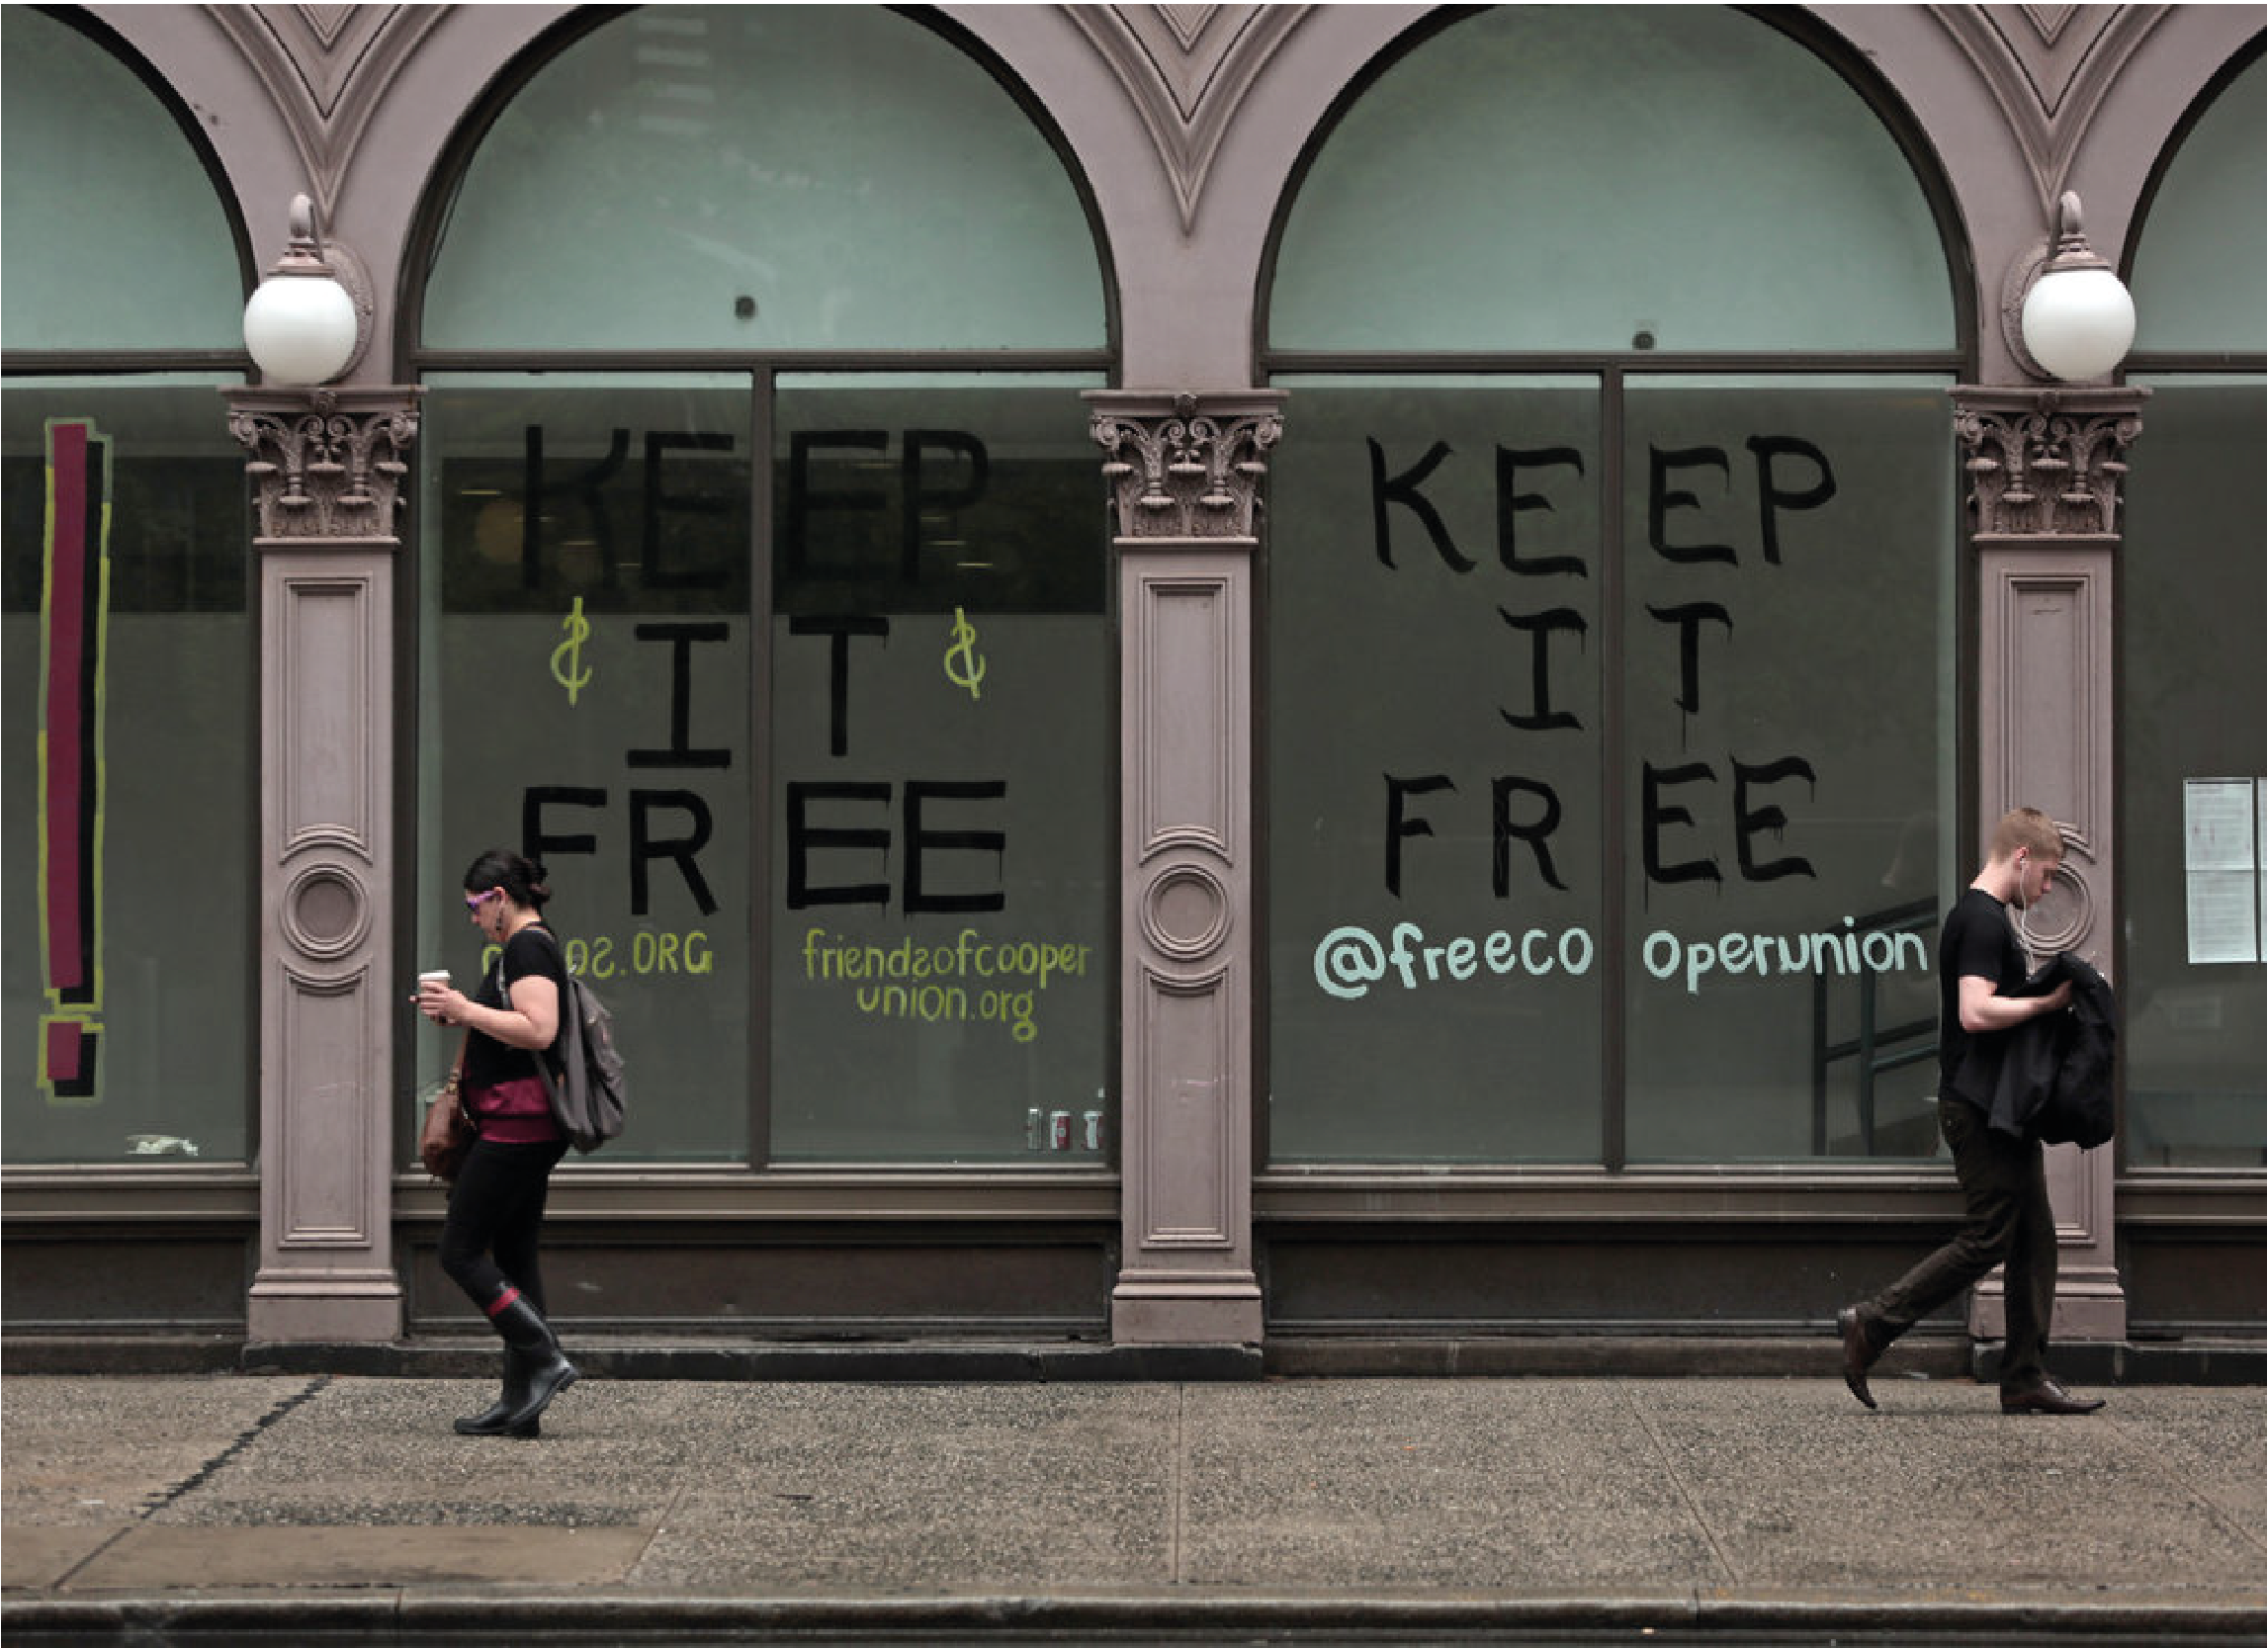 KEEP
IT
FREE
.ORG
friendsofcooper
union.org
KEEP
IT
FREE
@freecooperunion